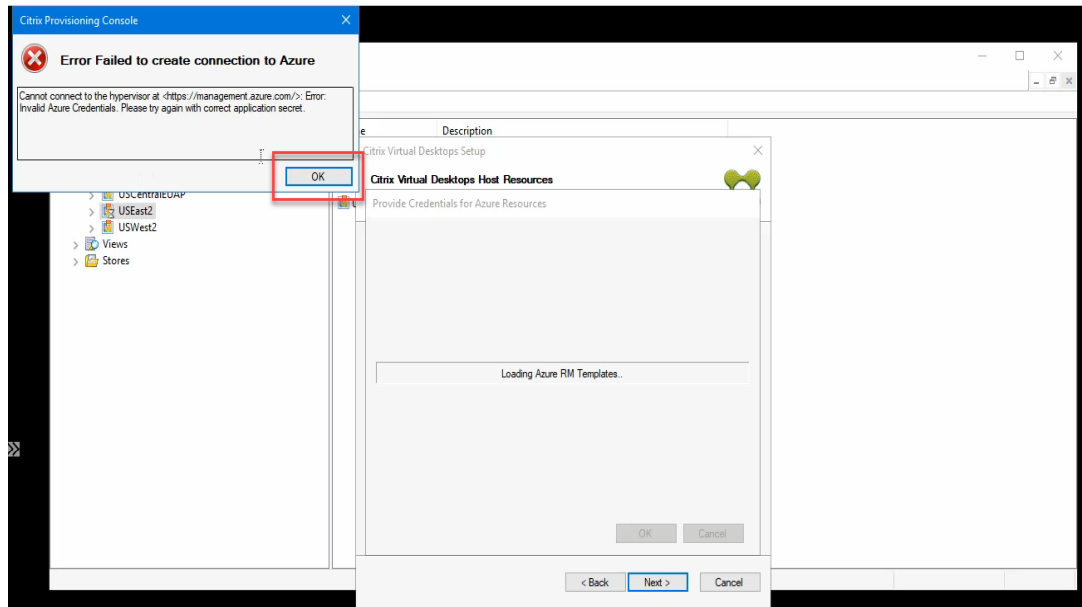 Citrix Provisioning Console
Error Failed to create connection to Azure
Cannot connect to the hypervisor at <https://management.azure.com/>: Error:
Invalid Azure Credentials. Please try again with correct application secret.
OK
Description
Citrix Virtual Desktops Setup
Citrix Virtual Desktops Host Resources
Provide Credentials for Azure Resources
USCentralEUAP
USEast2
USWest2
Views
Stores
Loading Azure RM Templates..
OK Cancel
< Back Next > Cancel